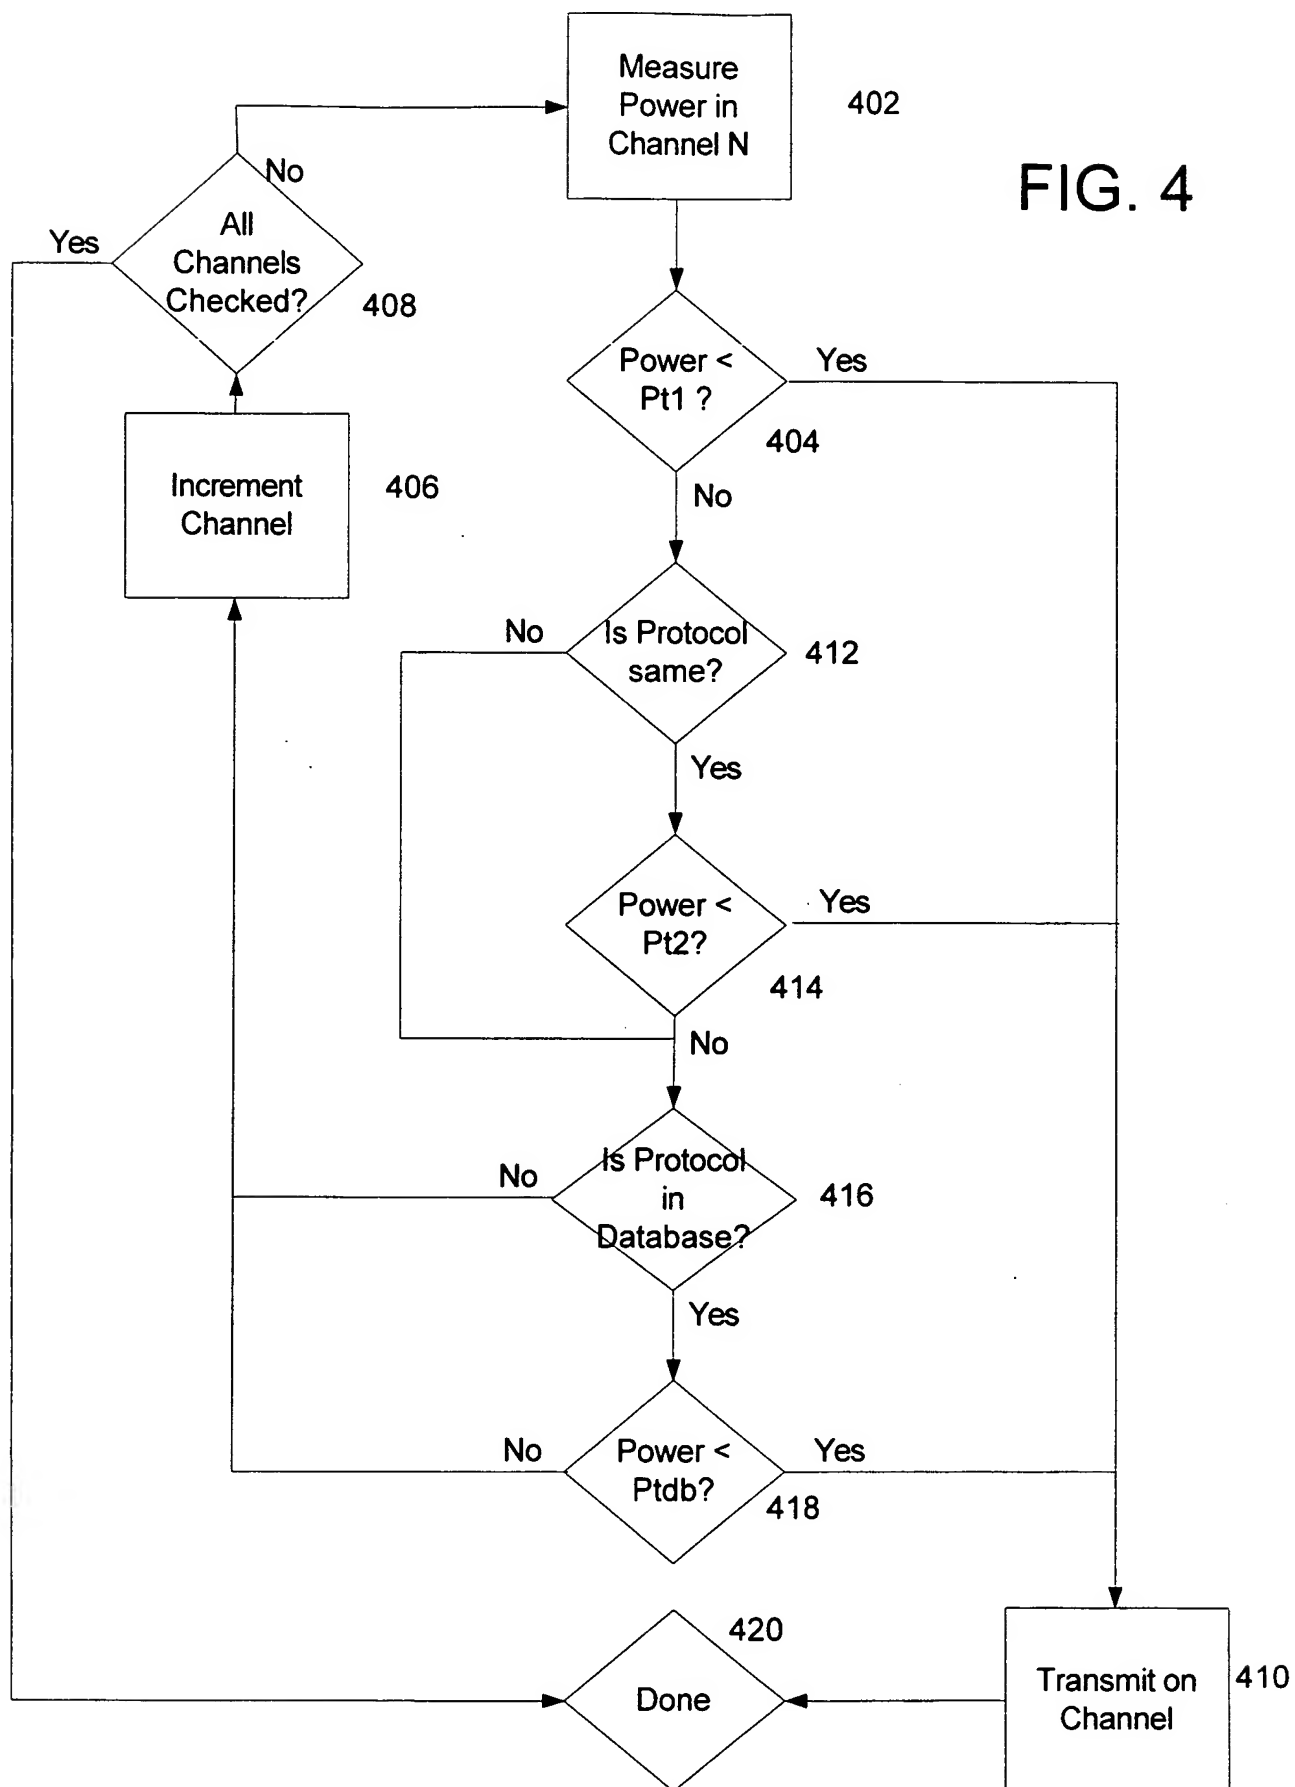 Measure
Power in
Channel N
402
FIG. 4
No
All
Channels
Checked?
Yes
408
Power <
Pt1 ?
Yes
404
Increment
Channel
406
No
Is Protocol
same?
No
412
Yes
Power <
Pt2?
Yes
414
No
Is Protocol
in
Database?
No
416
Yes
Power <
Ptdb?
No
Yes
418
420
Done
Transmit on
Channel
410